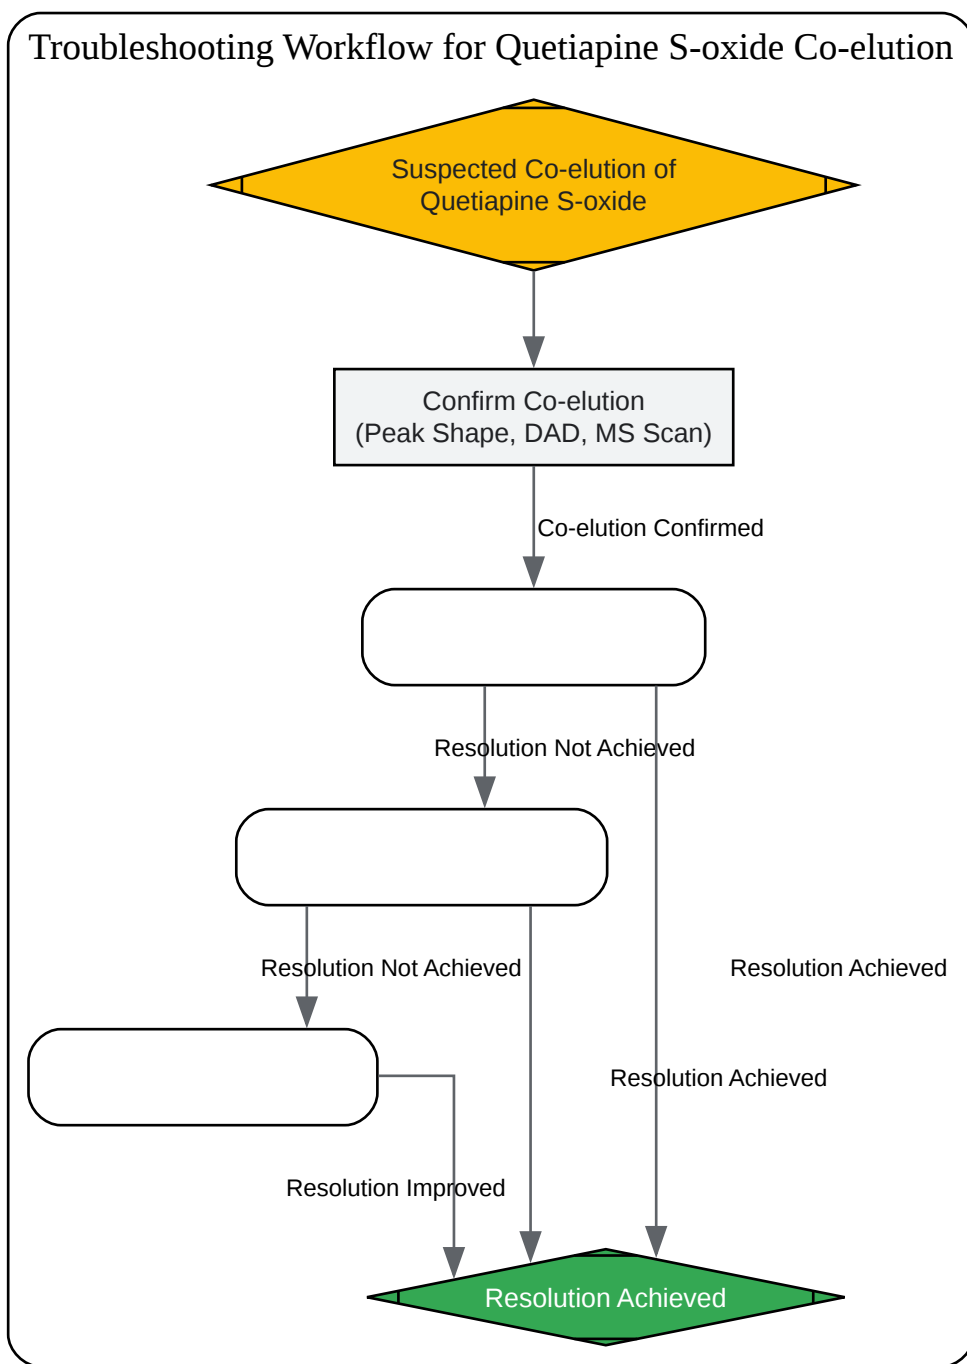 Troubleshooting Workflow for Quetiapine S-oxide Co-elution
Suspected Co-elution of
Quetiapine S-oxide
Confirm Co-elution
(Peak Shape, DAD, MS Scan)
Co-elution Confirmed
Resolution Not Achieved
Resolution Not Achieved
Resolution Achieved
Resolution Achieved
Resolution Improved
Resolution Achieved